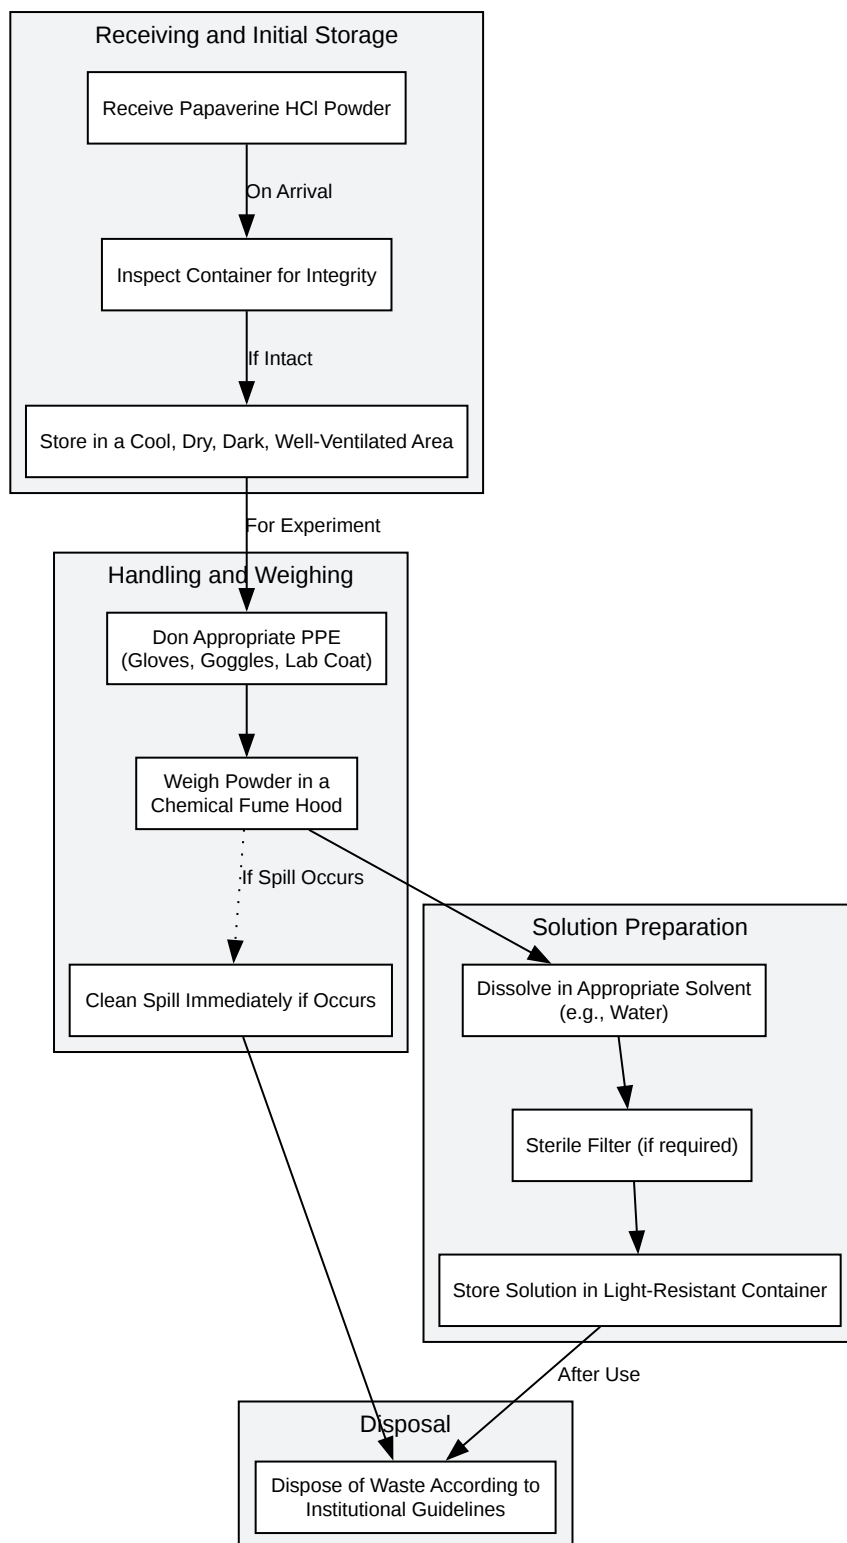 Receiving and Initial Storage
Receive Papaverine HCl Powder
On Arrival
Inspect Container for Integrity
If Intact
Store in a Cool, Dry, Dark, Well-Ventilated Area
For Experiment
Handling and Weighing
Don Appropriate PPE
(Gloves, Goggles, Lab Coat)
Weigh Powder in a
Chemical Fume Hood
If Spill Occurs
Clean Spill Immediately if Occurs
Solution Preparation
Dissolve in Appropriate Solvent
(e.g., Water)
Sterile Filter (if required)
Store Solution in Light-Resistant Container
After Use
Disposal
Dispose of Waste According to
Institutional Guidelines